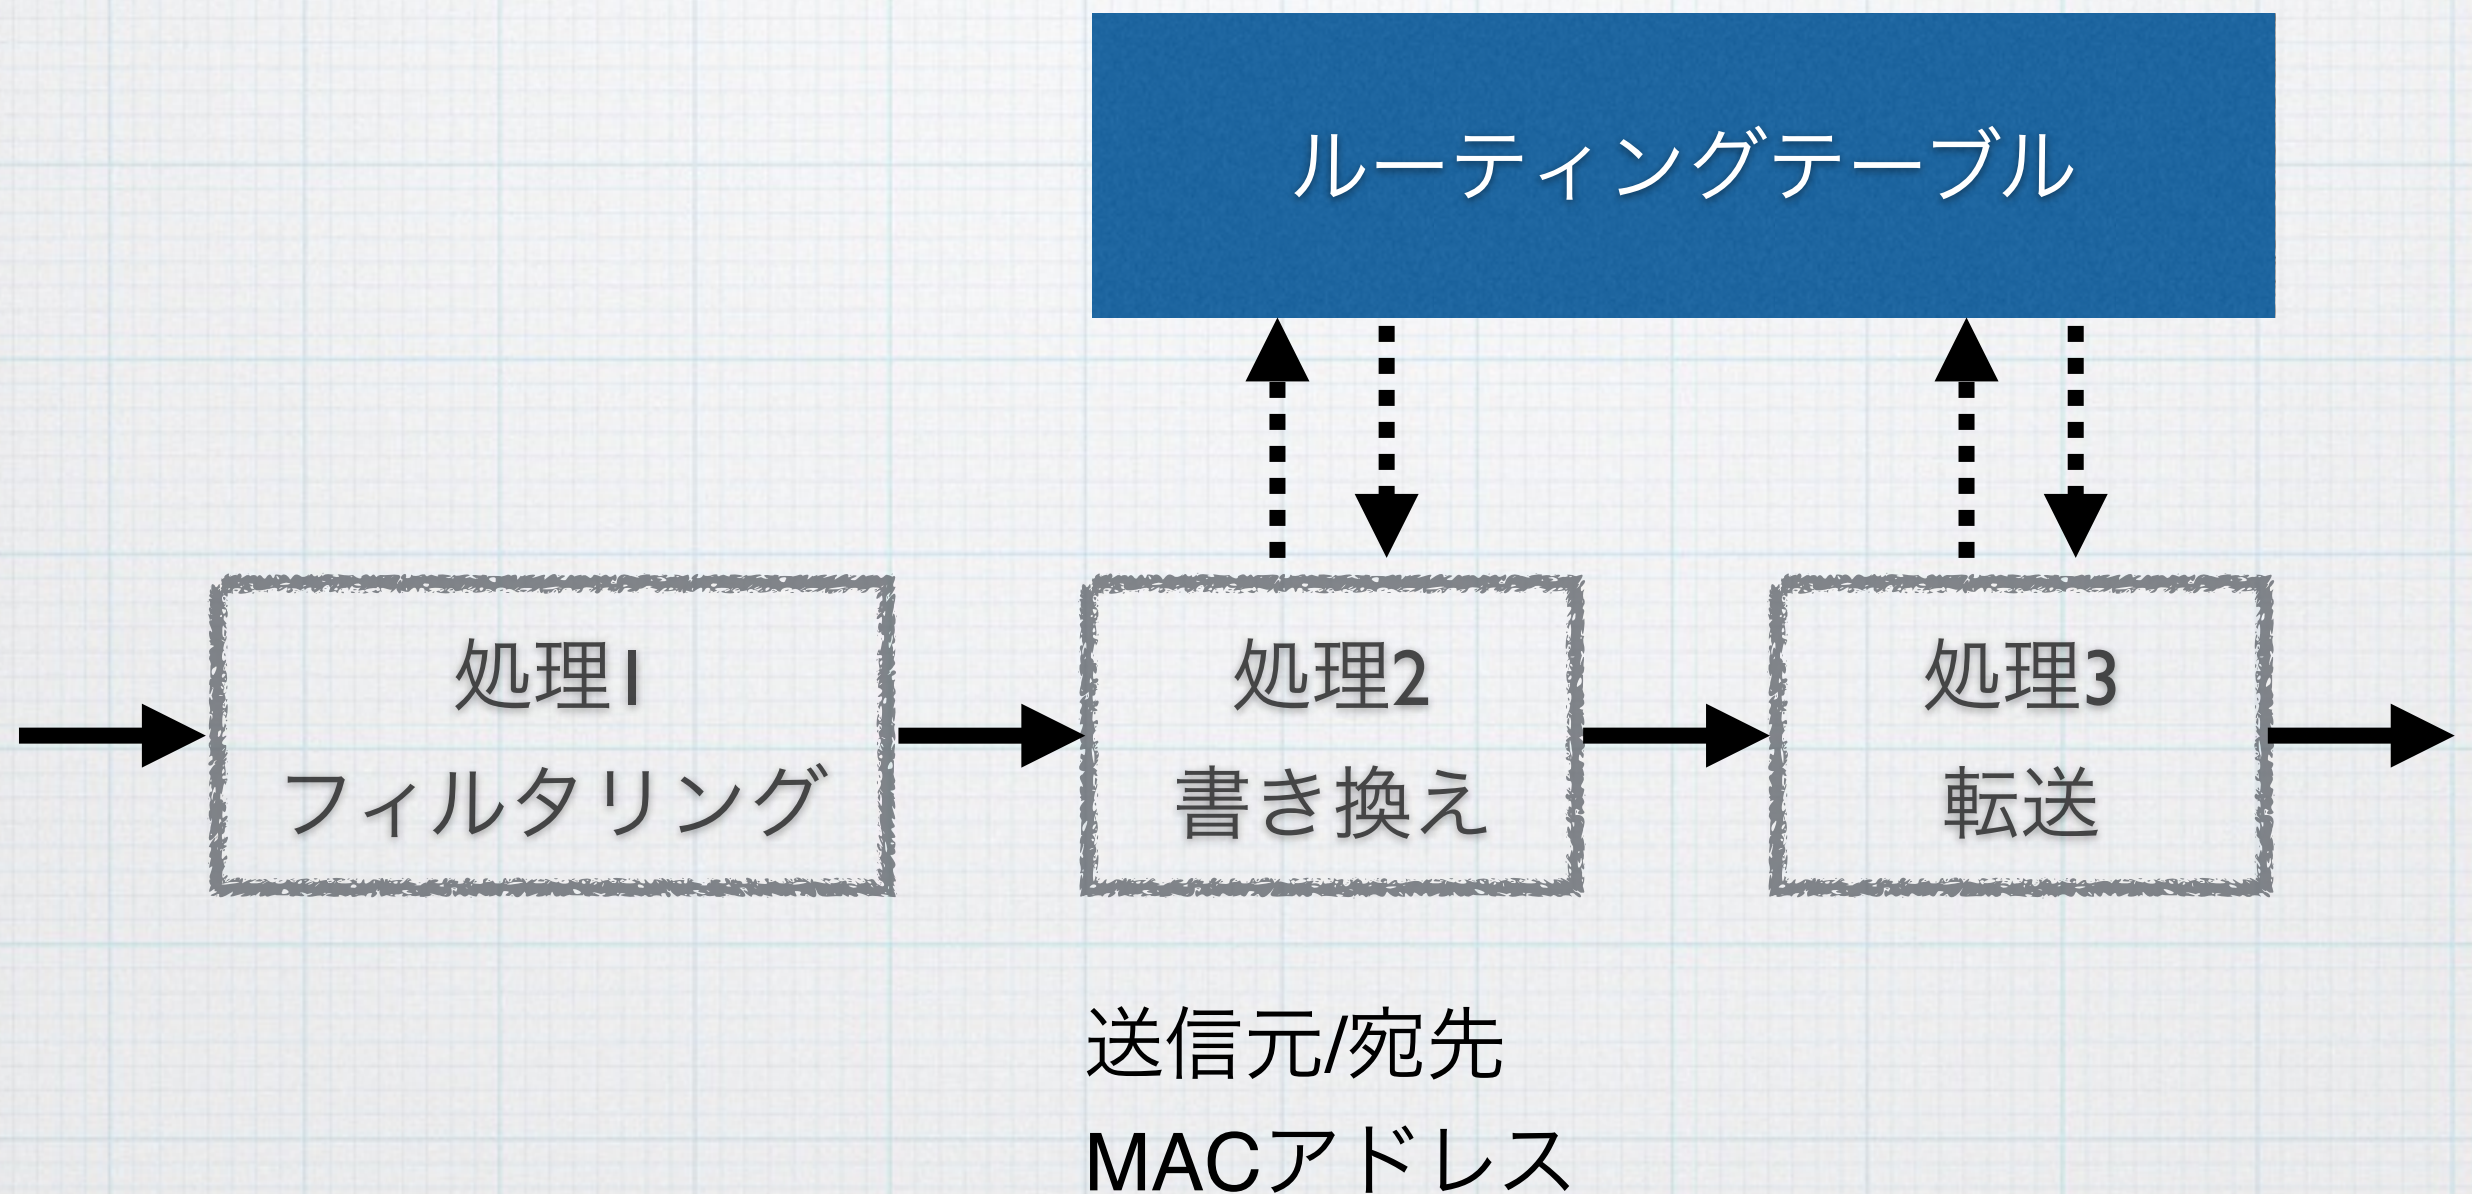 ルーティングテーブル
処理1
フィルタリング
処理2
書き換え
処理3
転送
送信元/宛先
MACアドレス